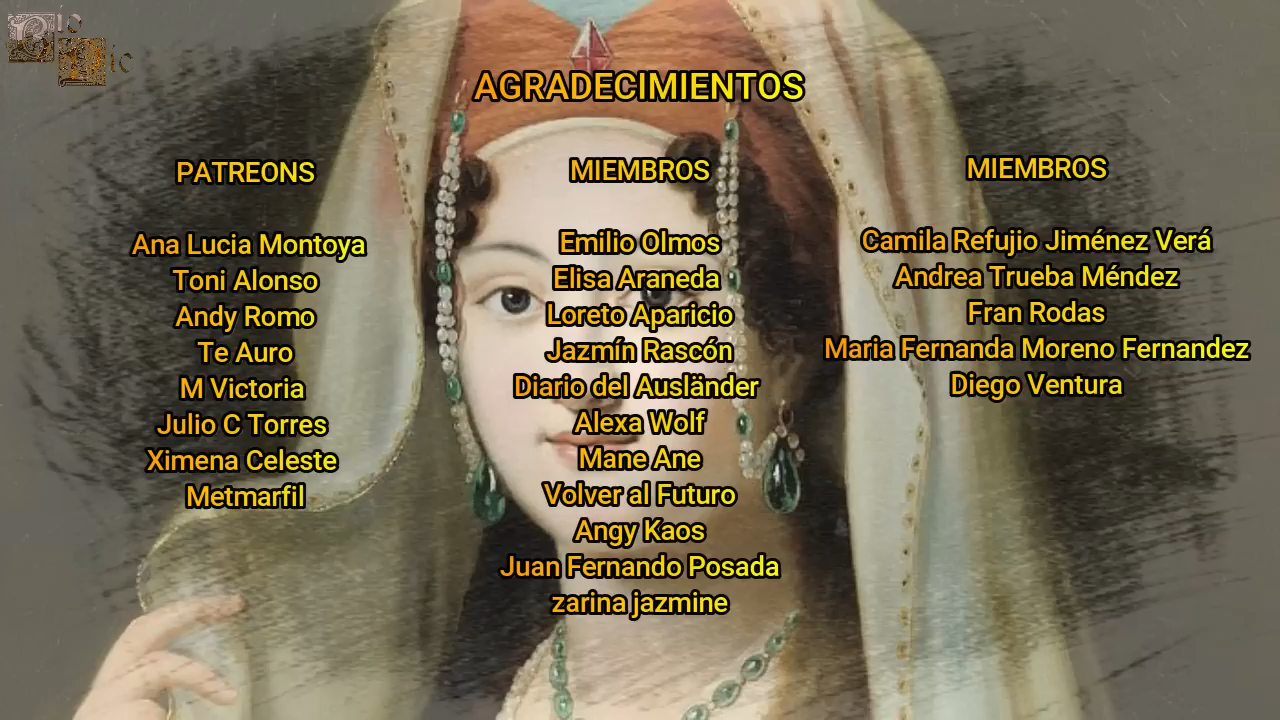 Bio
Pic
AGRADECIMIENTOS
PATREONS
Ana Lucia Montoya
Toni Alonso
Andy Romo
Te Auro
M Victoria
Julio C Torres
Ximena Celeste
Metmarfil
MIEMBROS
Emilio Olmos
Elisa Araneda
Loreto Aparicio
Jazmín Rascón
Diario del Ausländer
Alexa Wolf
Mane Ane
Volver al Futuro
Angy Kaos
Juan Fernando Posada
zarina jazmine
MIEMBROS
Camila Refujio Jiménez Verá
Andrea Trueba Méndez
Fran Rodas
Maria Fernanda Moreno Fernandez
Diego Ventura